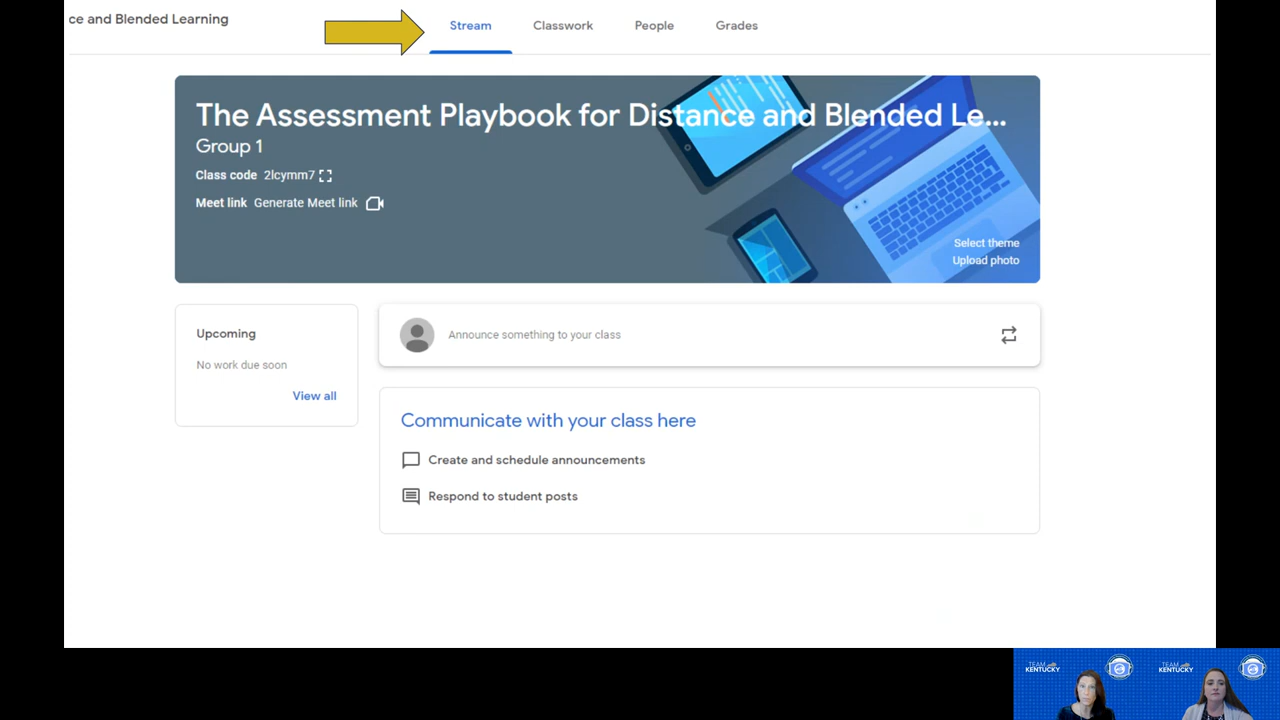 ce and Blended Learning
Stream
Classwork
People
Grades
The Assessment Playbook for Distance and Blended Le...
Group 1
Class code 2lcymm7
Meet link Generate Meet link
Select theme
Upload photo
Upcoming
No work due soon
View all
Announce something to your class
Communicate with your class here
Create and schedule announcements
Respond to student posts
TEAM
KENTUCKY
TEAM
KENTUCKY